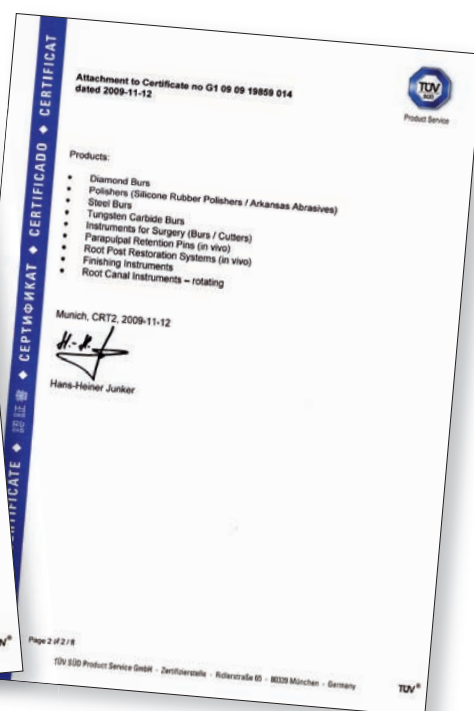 CERTIFICATE ◆ 認証書 ◆ СЕРТИФИКАТ ◆ CERTIFICADO ◆ CERTIFICAT
Attachment to Certificate no G1 09 09 19859 014
dated 2009-11-12
TÜV
SÜD
Product Service
Products:
• Diamond Burs
• Polishers (Silicone Rubber Polishers / Arkansas Abrasives)
• Steel Burs
• Tungsten Carbide Burs
• Instruments for Surgery (Burs / Cutters)
• Parapulpal Retention Pins (in vivo)
• Root Post Restoration Systems (in vivo)
• Finishing Instruments
• Root Canal Instruments – rotating
Munich, CRT2, 2009-11-12
H.-H. J
Hans-Heiner Junker
Page 2 of 2
TÜV SÜD Product Service GmbH · Zertifizierstelle · Ridlerstraße 65 · 80339 München · Germany
TÜV®